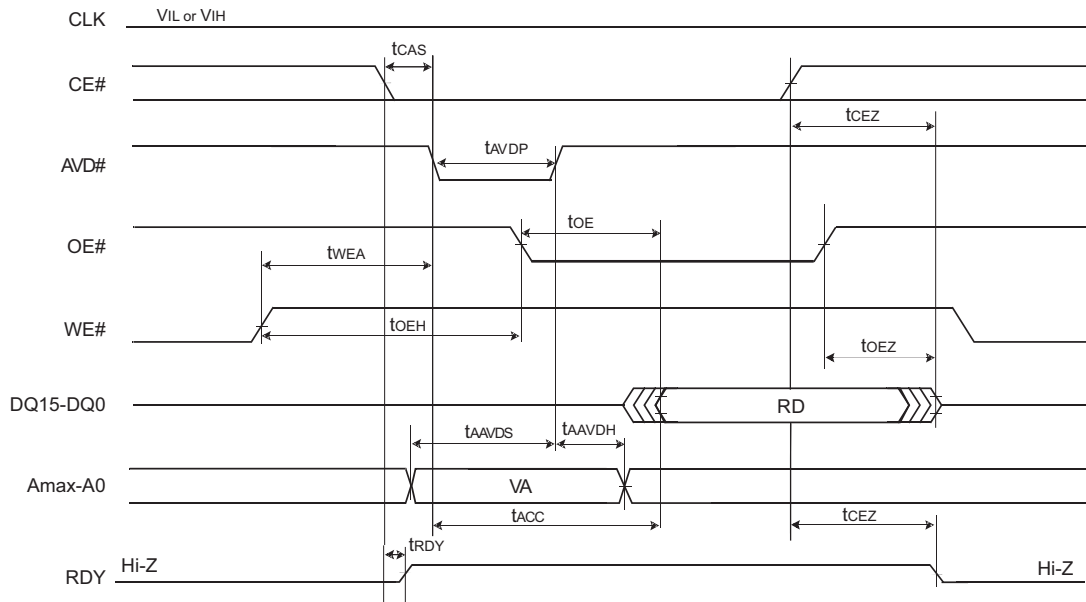 CLK VIL or VIH
tCAS
CE#
tCEZ
AVD# tAVDP
tOE
OE#
tWEA
WE# tOEH
tOEZ
DQ15-DQ0 RD
tAAVDS tAAVDH
Amax-A0 VA
tACC tCEZ
tRDY
RDY Hi-Z Hi-Z